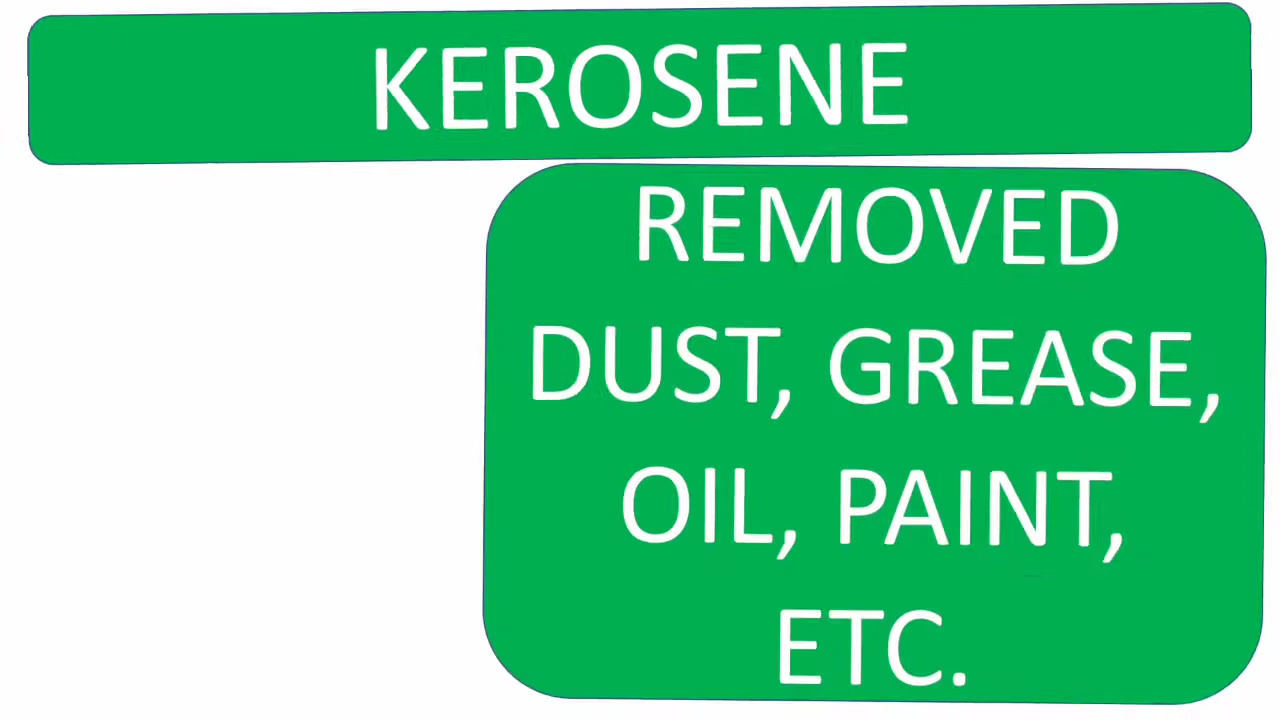 KEROSENE
REMOVED
DUST, GREASE,
OIL, PAINT,
ETC.